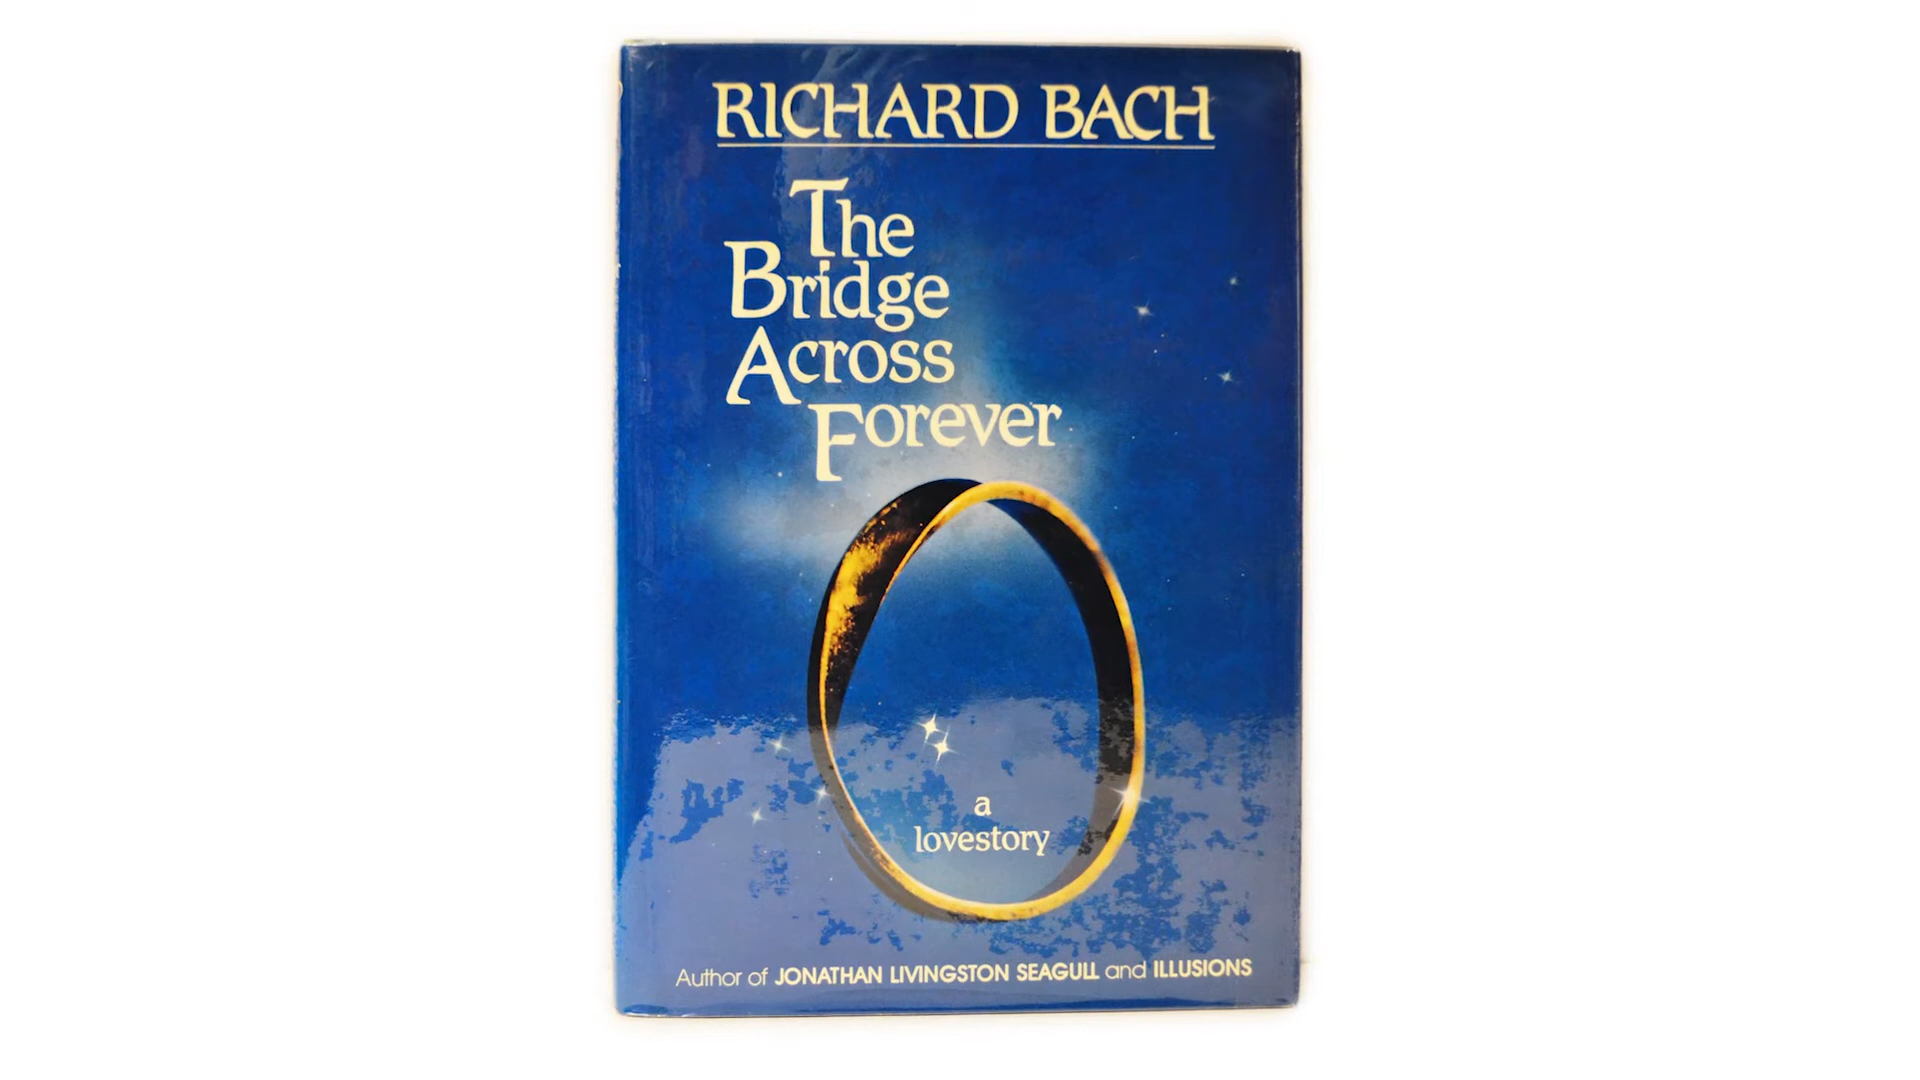 RICHARD BACH
The
Bridge
Across
Forever
a
lovestory
Author of JONATHAN LIVINGSTON SEAGULL and ILLUSIONS